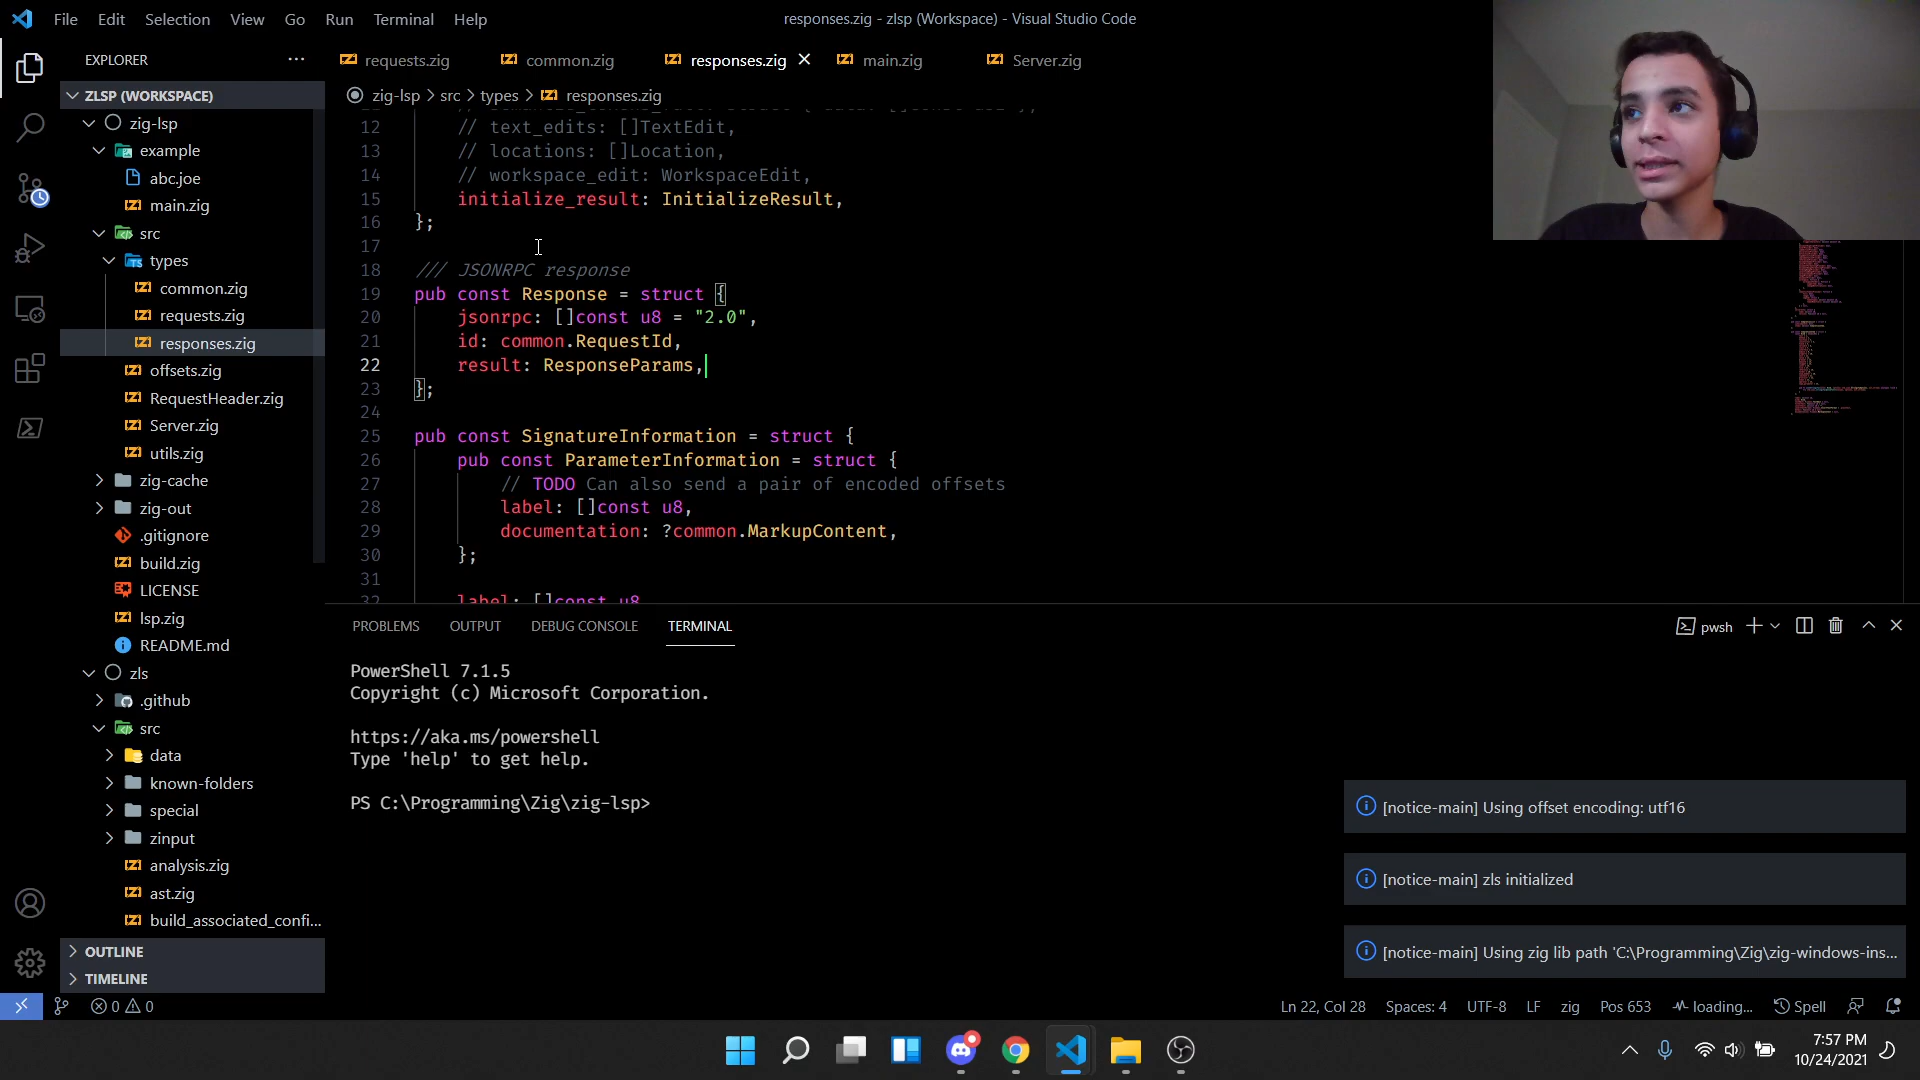 File Edit Selection View Go Run Terminal Help
responses.zig - zlsp (Workspace) - Visual Studio Code
EXPLORER
requests.zig common.zig responses.zig main.zig Server.zig
ZLSP (WORKSPACE)
zig-lsp
example
abc.joe
main.zig
src
types
common.zig
requests.zig
responses.zig
offsets.zig
RequestHeader.zig
Server.zig
utils.zig
zig-cache
zig-out
.gitignore
build.zig
LICENSE
lsp.zig
README.md
zls
.github
src
data
known-folders
special
zinput
analysis.zig
ast.zig
build_associated_confi...
OUTLINE
TIMELINE
zig-lsp > src > types > responses.zig
12 // text_edits: []TextEdit,
13 // locations: []Location,
14 // workspace_edit: WorkspaceEdit,
15 initialize_result: InitializeResult,
16 };
17
18 /// JSONRPC response
19 pub const Response = struct {
20 jsonrpc: []const u8 = "2.0",
21 id: common.RequestId,
22 result: ResponseParams,
23 };
24
25 pub const SignatureInformation = struct {
26 pub const ParameterInformation = struct {
27 // TODO Can also send a pair of encoded offsets
28 label: []const u8,
29 documentation: ?common.MarkupContent,
30 };
31
32 label: []const u8
PROBLEMS OUTPUT DEBUG CONSOLE TERMINAL
pwsh
PowerShell 7.1.5
Copyright (c) Microsoft Corporation.
https://aka.ms/powershell
Type 'help' to get help.
PS C:\Programming\Zig\zig-lsp>
[notice-main] Using offset encoding: utf16
[notice-main] zls initialized
[notice-main] Using zig lib path 'C:\Programming\Zig\zig-windows-ins...
0 0
Ln 22, Col 28 Spaces: 4 UTF-8 LF zig Pos 653 loading... Spell
7:57 PM
10/24/2021